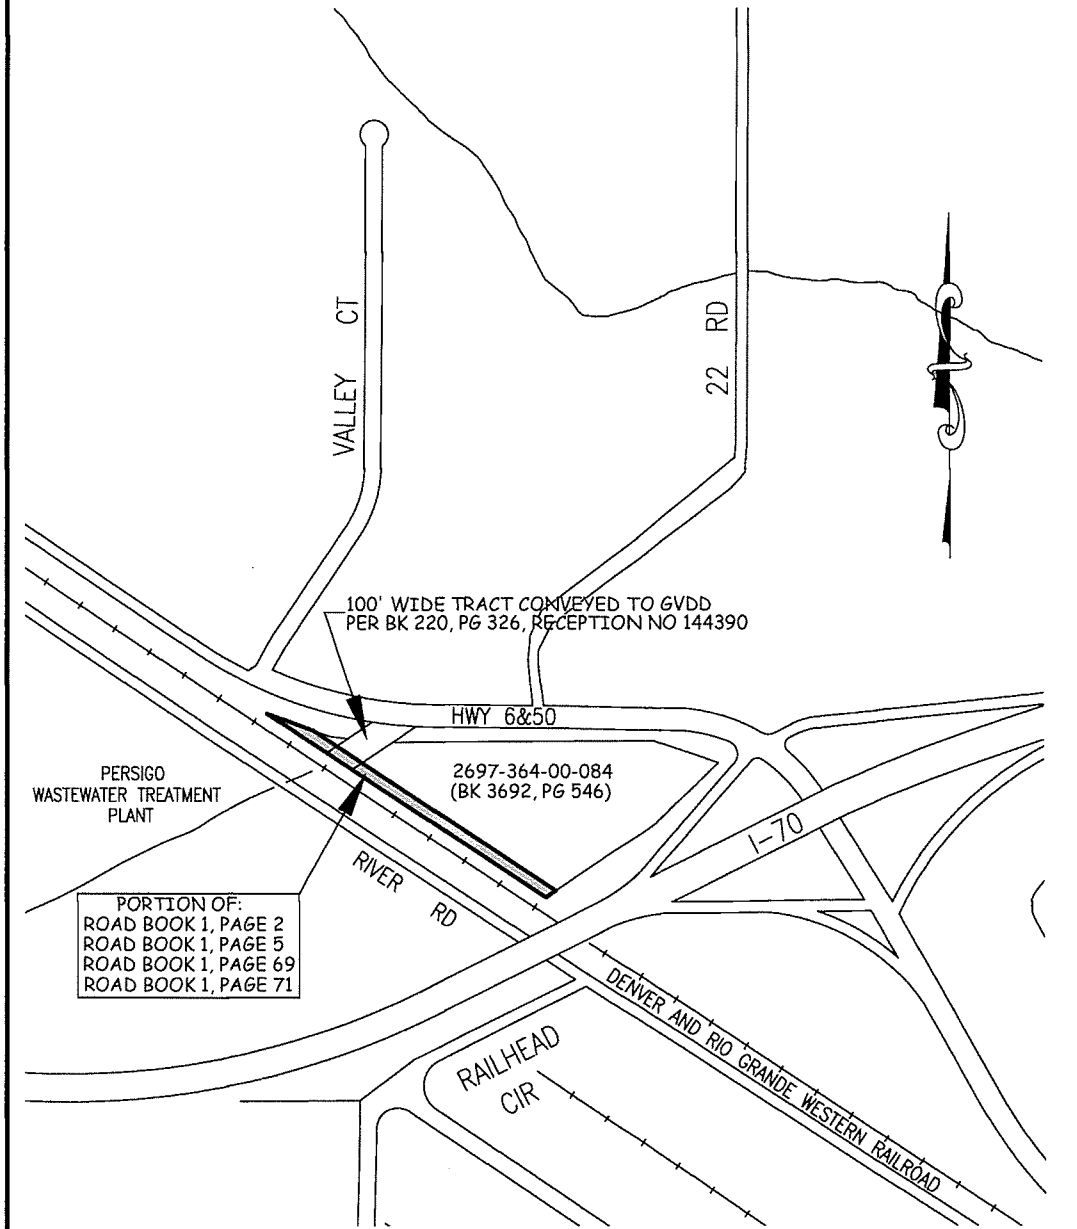 VALLEY CT
22 RD
100' WIDE TRACT CONVEYED TO GVDD
PER BK 220, PG 326, RECEPTION NO 144390
HWY 6&50
2697-364-00-084
(BK 3692, PG 546)
PERSIGO
WASTEWATER TREATMENT
PLANT
I-70
RIVER RD
PORTION OF:
ROAD BOOK 1, PAGE 2
ROAD BOOK 1, PAGE 5
ROAD BOOK 1, PAGE 69
ROAD BOOK 1, PAGE 71
DENVER AND RIO GRANDE WESTERN RAILROAD
RAILHEAD
CIR